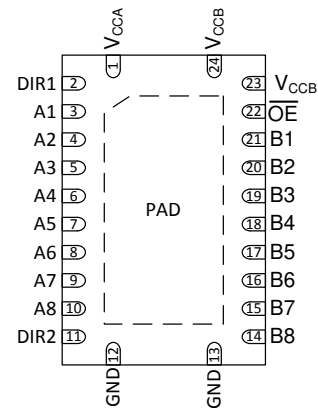 VCCA VCCB
1 24
DIR1 2 23 VCCB
A1 3 22 OE
A2 4 21 B1
A3 5 20 B2
A4 6 19 B3
A5 7 18 B4
PAD
A6 8 17 B5
A7 9 16 B6
A8 10 15 B7
DIR2 11 14 B8
12 13
GND GND